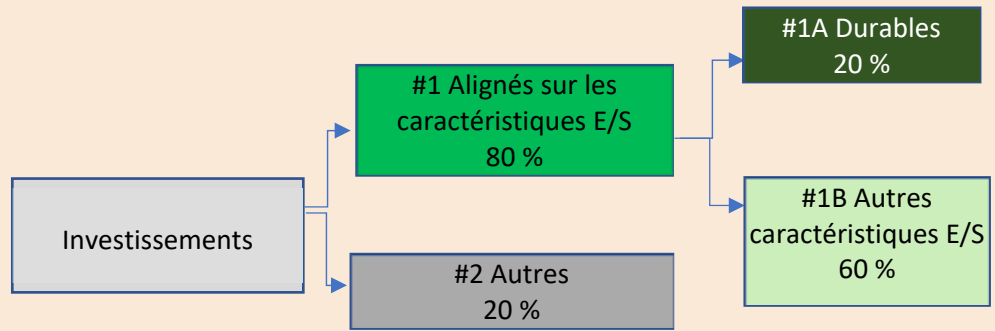 Investissements
#1 Alignés sur les
caractéristiques E/S
80 %
#2 Autres
20 %
#1A Durables
20 %
#1B Autres
caractéristiques E/S
60 %